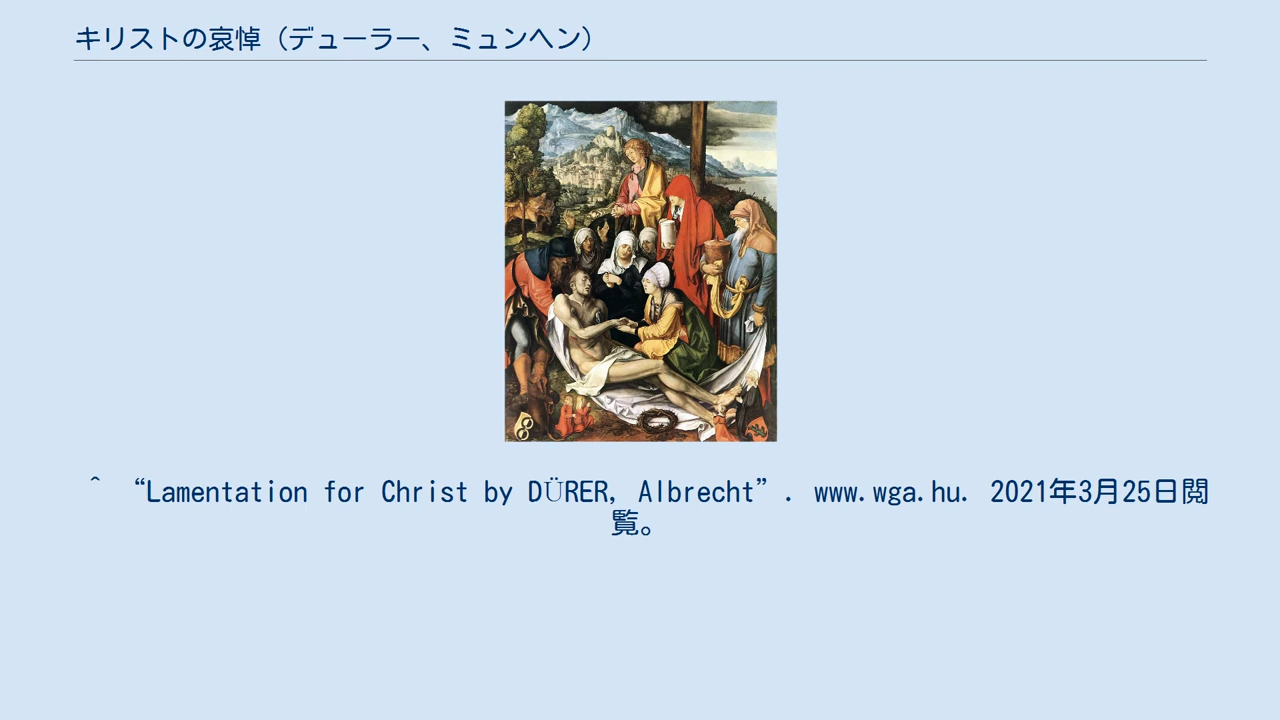 キリストの哀悼（デューラー、ミュンヘン）
^ “Lamentation for Christ by DÜRER, Albrecht”. www.wga.hu. 2021年3月25日閲
覧。